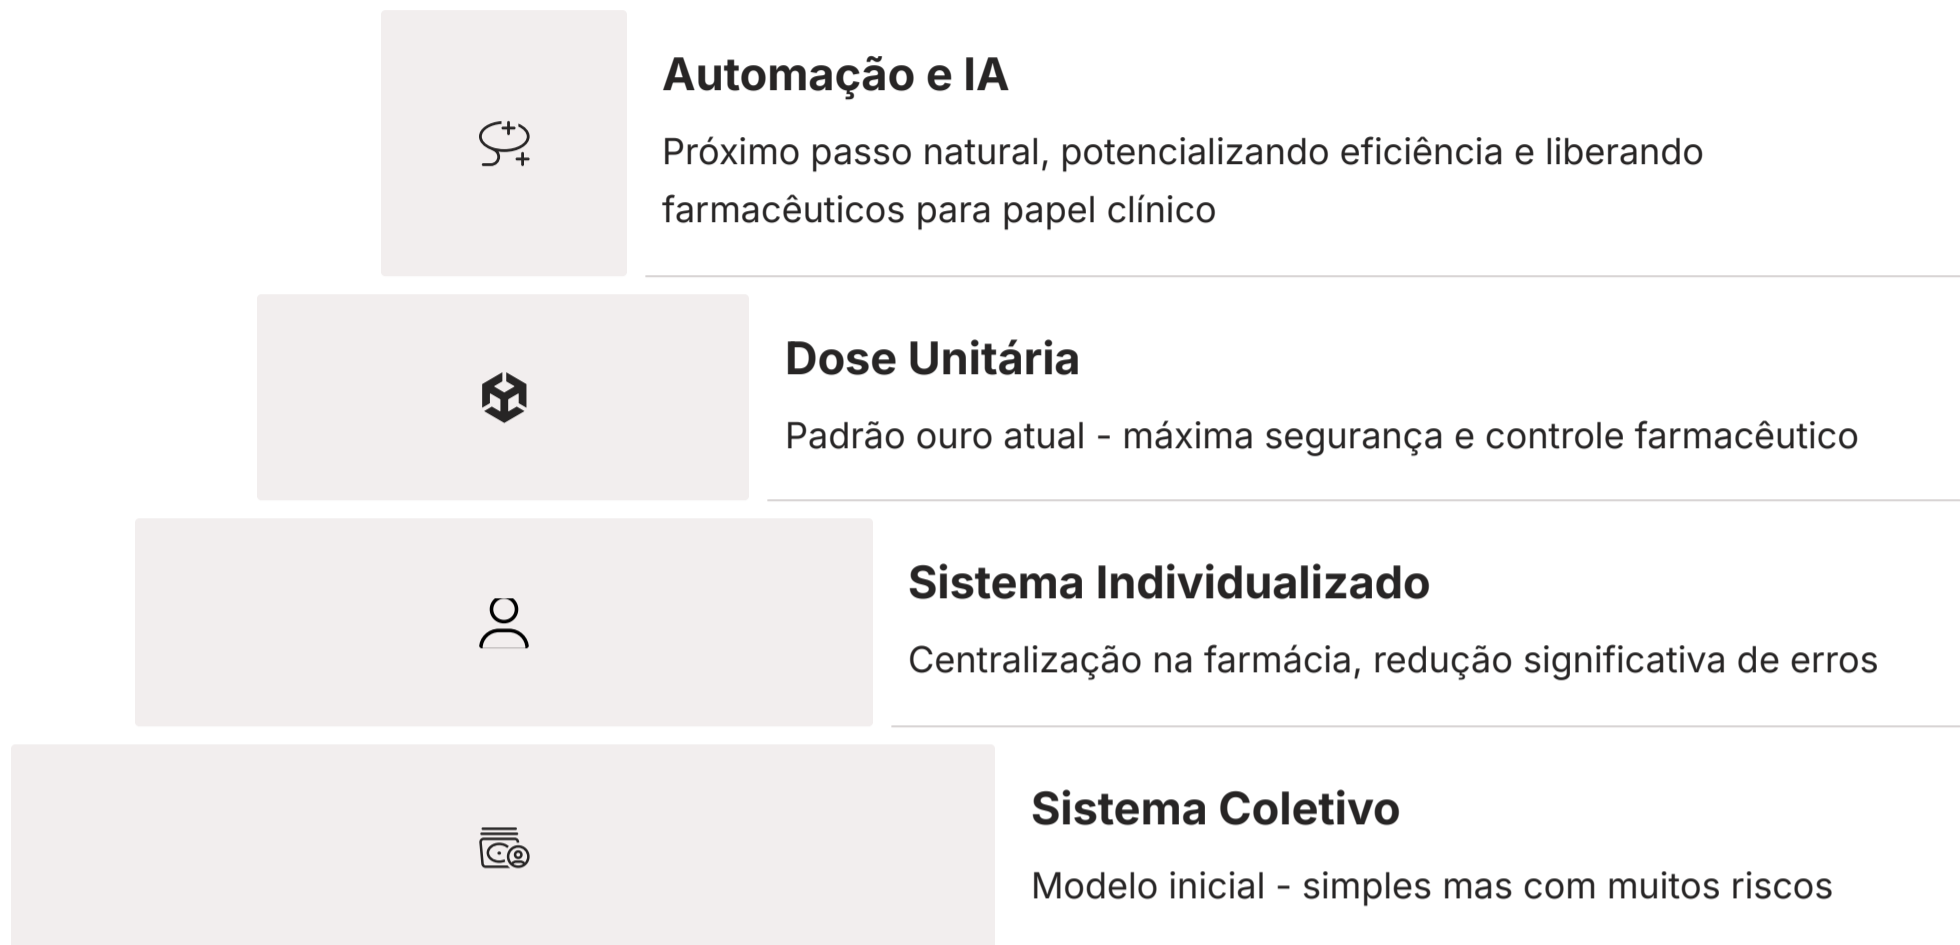 Automação e IA
Próximo passo natural, potencializando eficiência e liberando
farmacêuticos para papel clínico
Dose Unitária
Padrão ouro atual - máxima segurança e controle farmacêutico
Sistema Individualizado
Centralização na farmácia, redução significativa de erros
Sistema Coletivo
Modelo inicial - simples mas com muitos riscos